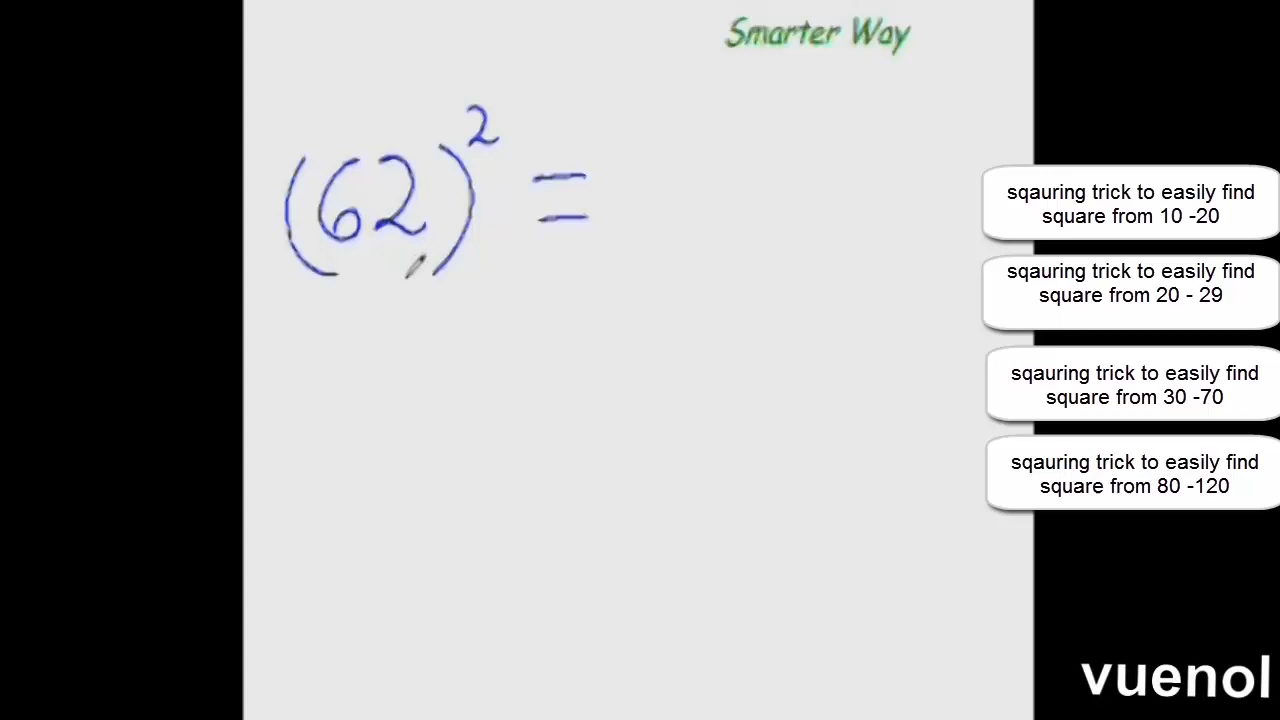 Smarter Way
(62)² =
sqauring trick to easily find
square from 10 -20
sqauring trick to easily find
square from 20 - 29
sqauring trick to easily find
square from 30 -70
sqauring trick to easily find
square from 80 -120
vuenol